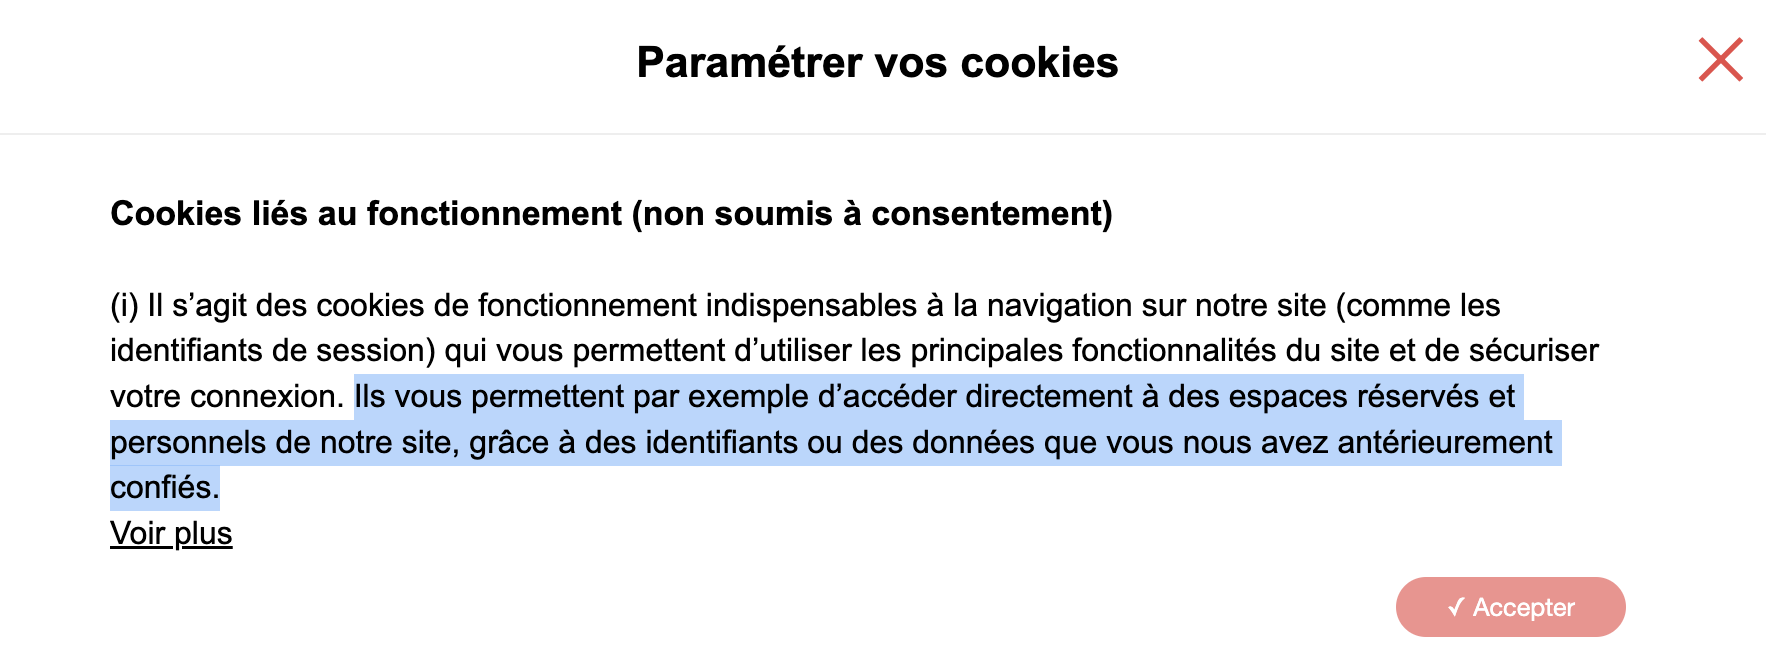 Paramétrer vos cookies
Cookies liés au fonctionnement (non soumis à consentement)
(i) Il s’agit des cookies de fonctionnement indispensables à la navigation sur notre site (comme les
identifiants de session) qui vous permettent d’utiliser les principales fonctionnalités du site et de sécuriser
votre connexion. Ils vous permettent par exemple d’accéder directement à des espaces réservés et
personnels de notre site, grâce à des identifiants ou des données que vous nous avez antérieurement
confiés.
Voir plus
✓ Accepter